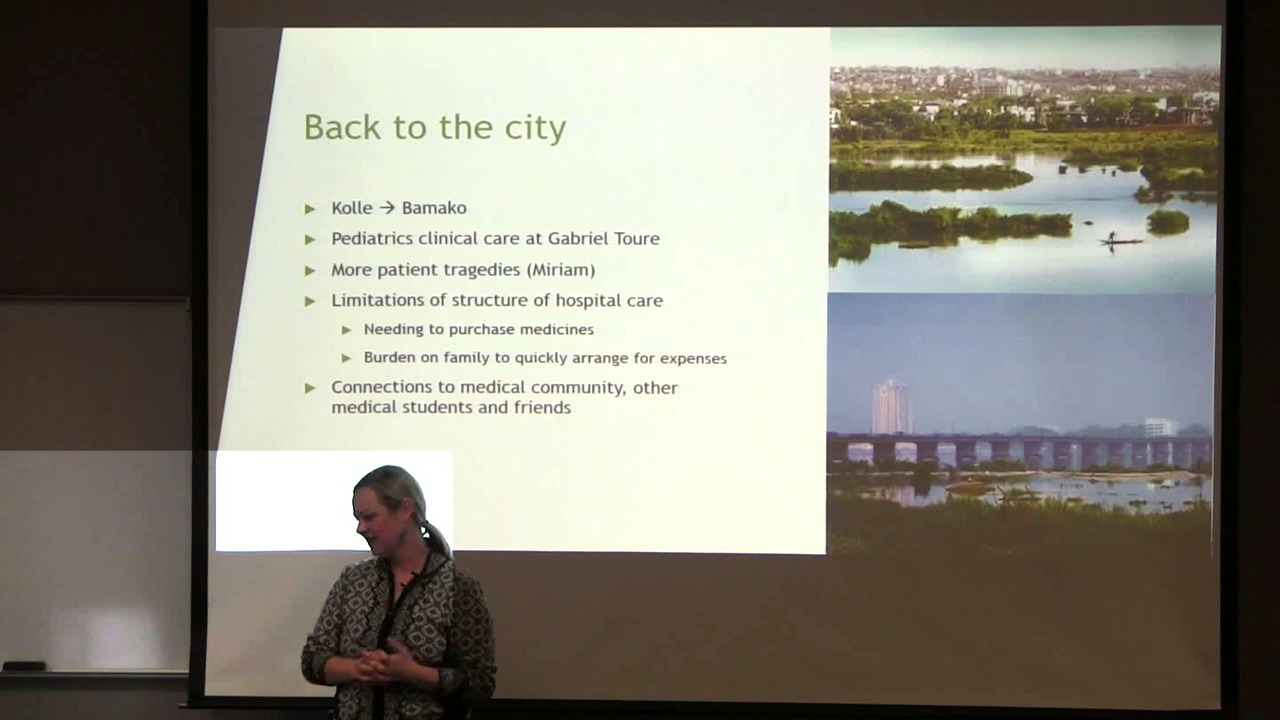 Back to the city
Kolle → Bamako
Pediatrics clinical care at Gabriel Toure
More patient tragedies (Miriam)
Limitations of structure of hospital care
Needing to purchase medicines
Burden on family to quickly arrange for expenses
Connections to medical community, other
medical students and friends